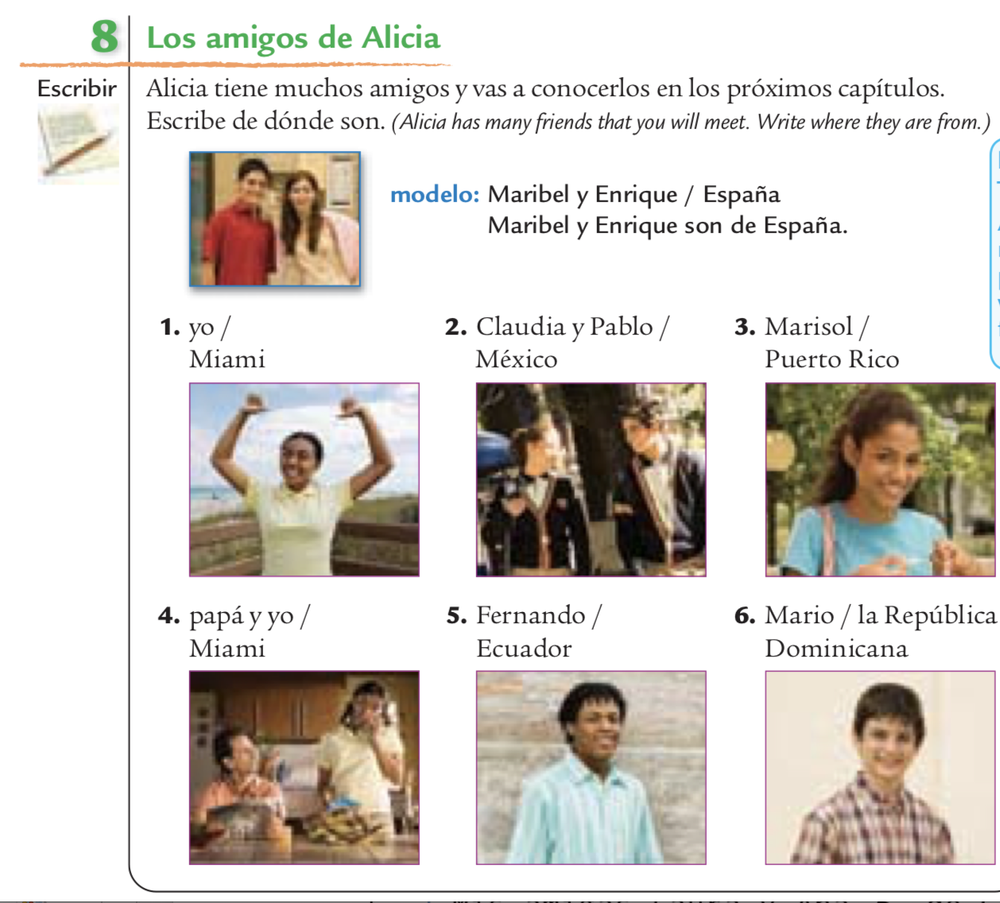 8 Los amigos de Alicia
Escribir
Alicia tiene muchos amigos y vas a conocerlos en los próximos capítulos.
Escribe de dónde son. (Alicia has many friends that you will meet. Write where they are from.)
modelo: Maribel y Enrique / España
Maribel y Enrique son de España.
1. yo /
Miami
2. Claudia y Pablo /
México
3. Marisol /
Puerto Rico
4. papá y yo /
Miami
5. Fernando /
Ecuador
6. Mario / la República
Dominicana